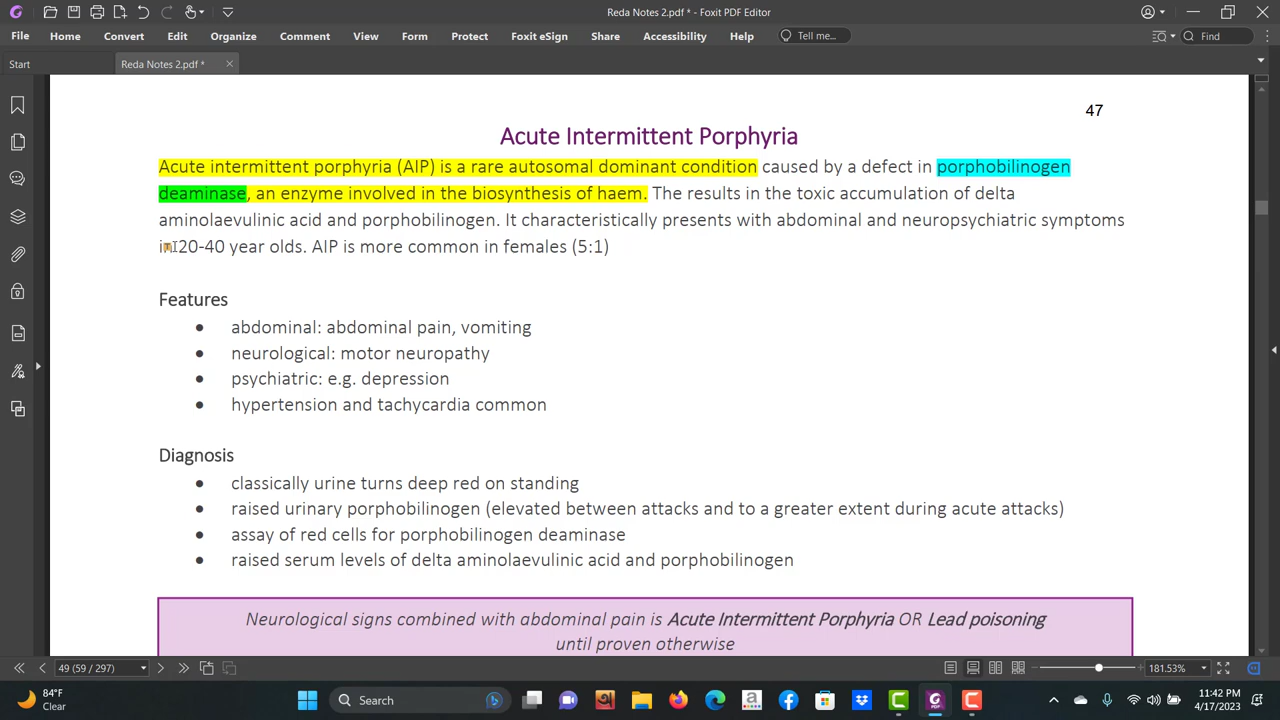 Reda Notes 2.pdf * - Foxit PDF Editor
File Home Convert Edit Organize Comment View Form Protect Foxit eSign Share Accessibility Help Tell me... Find
Start Reda Notes 2.pdf *
47
Acute Intermittent Porphyria
Acute intermittent porphyria (AIP) is a rare autosomal dominant condition caused by a defect in porphobilinogen
deaminase, an enzyme involved in the biosynthesis of haem. The results in the toxic accumulation of delta
aminolaevulinic acid and porphobilinogen. It characteristically presents with abdominal and neuropsychiatric symptoms
in 20-40 year olds. AIP is more common in females (5:1)
Features
• abdominal: abdominal pain, vomiting
• neurological: motor neuropathy
• psychiatric: e.g. depression
• hypertension and tachycardia common
Diagnosis
• classically urine turns deep red on standing
• raised urinary porphobilinogen (elevated between attacks and to a greater extent during acute attacks)
• assay of red cells for porphobilinogen deaminase
• raised serum levels of delta aminolaevulinic acid and porphobilinogen
Neurological signs combined with abdominal pain is Acute Intermittent Porphyria OR Lead poisoning
until proven otherwise
49 (59 / 297) 181.53%
84°F Search 11:42 PM
Clear 4/17/2023